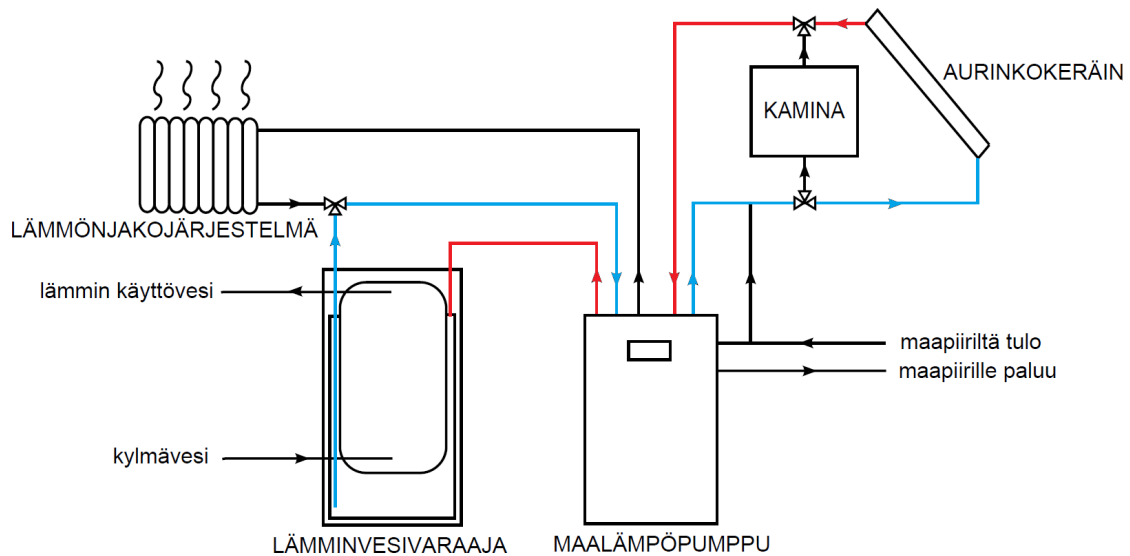 AURINKOKERÄIN
KAMINA
LÄMMÖNJAKOJÄRJESTELMÄ
lämmin käyttövesi
maapiiriltä tulo
maapiirille paluu
kylmävesi
LÄMMINVESIVARAAJA
MAALÄMPÖPUMPPU